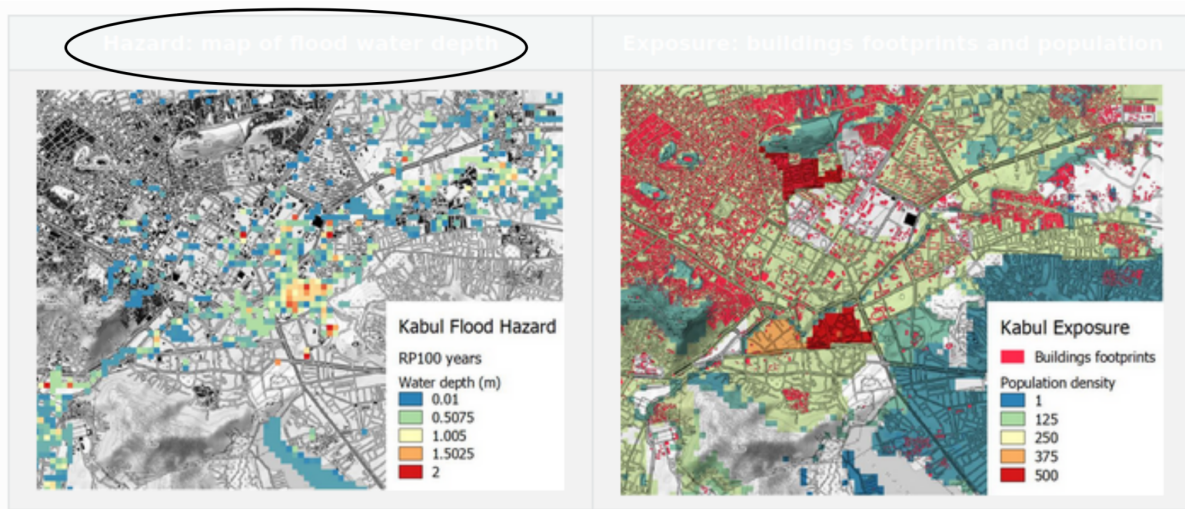 Hazard: map of flood water depth
Exposure: buildings footprints and population
Kabul Flood Hazard
RP100 years
Water depth (m)
0.01
0.5075
1.005
1.5025
2
Kabul Exposure
Buildings footprints
Population density
1
125
250
375
500